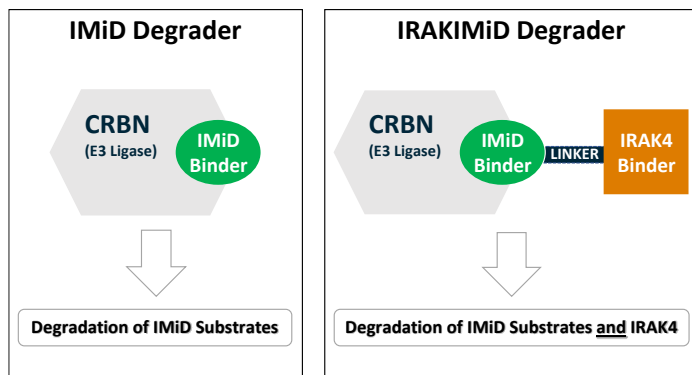 IMiD Degrader
CRBN
(E3 Ligase)
IMiD
Binder
Degradation of IMiD Substrates
IRAKIMiD Degrader
CRBN
(E3 Ligase)
IMiD
Binder
LINKER
IRAK4
Binder
Degradation of IMiD Substrates and IRAK4